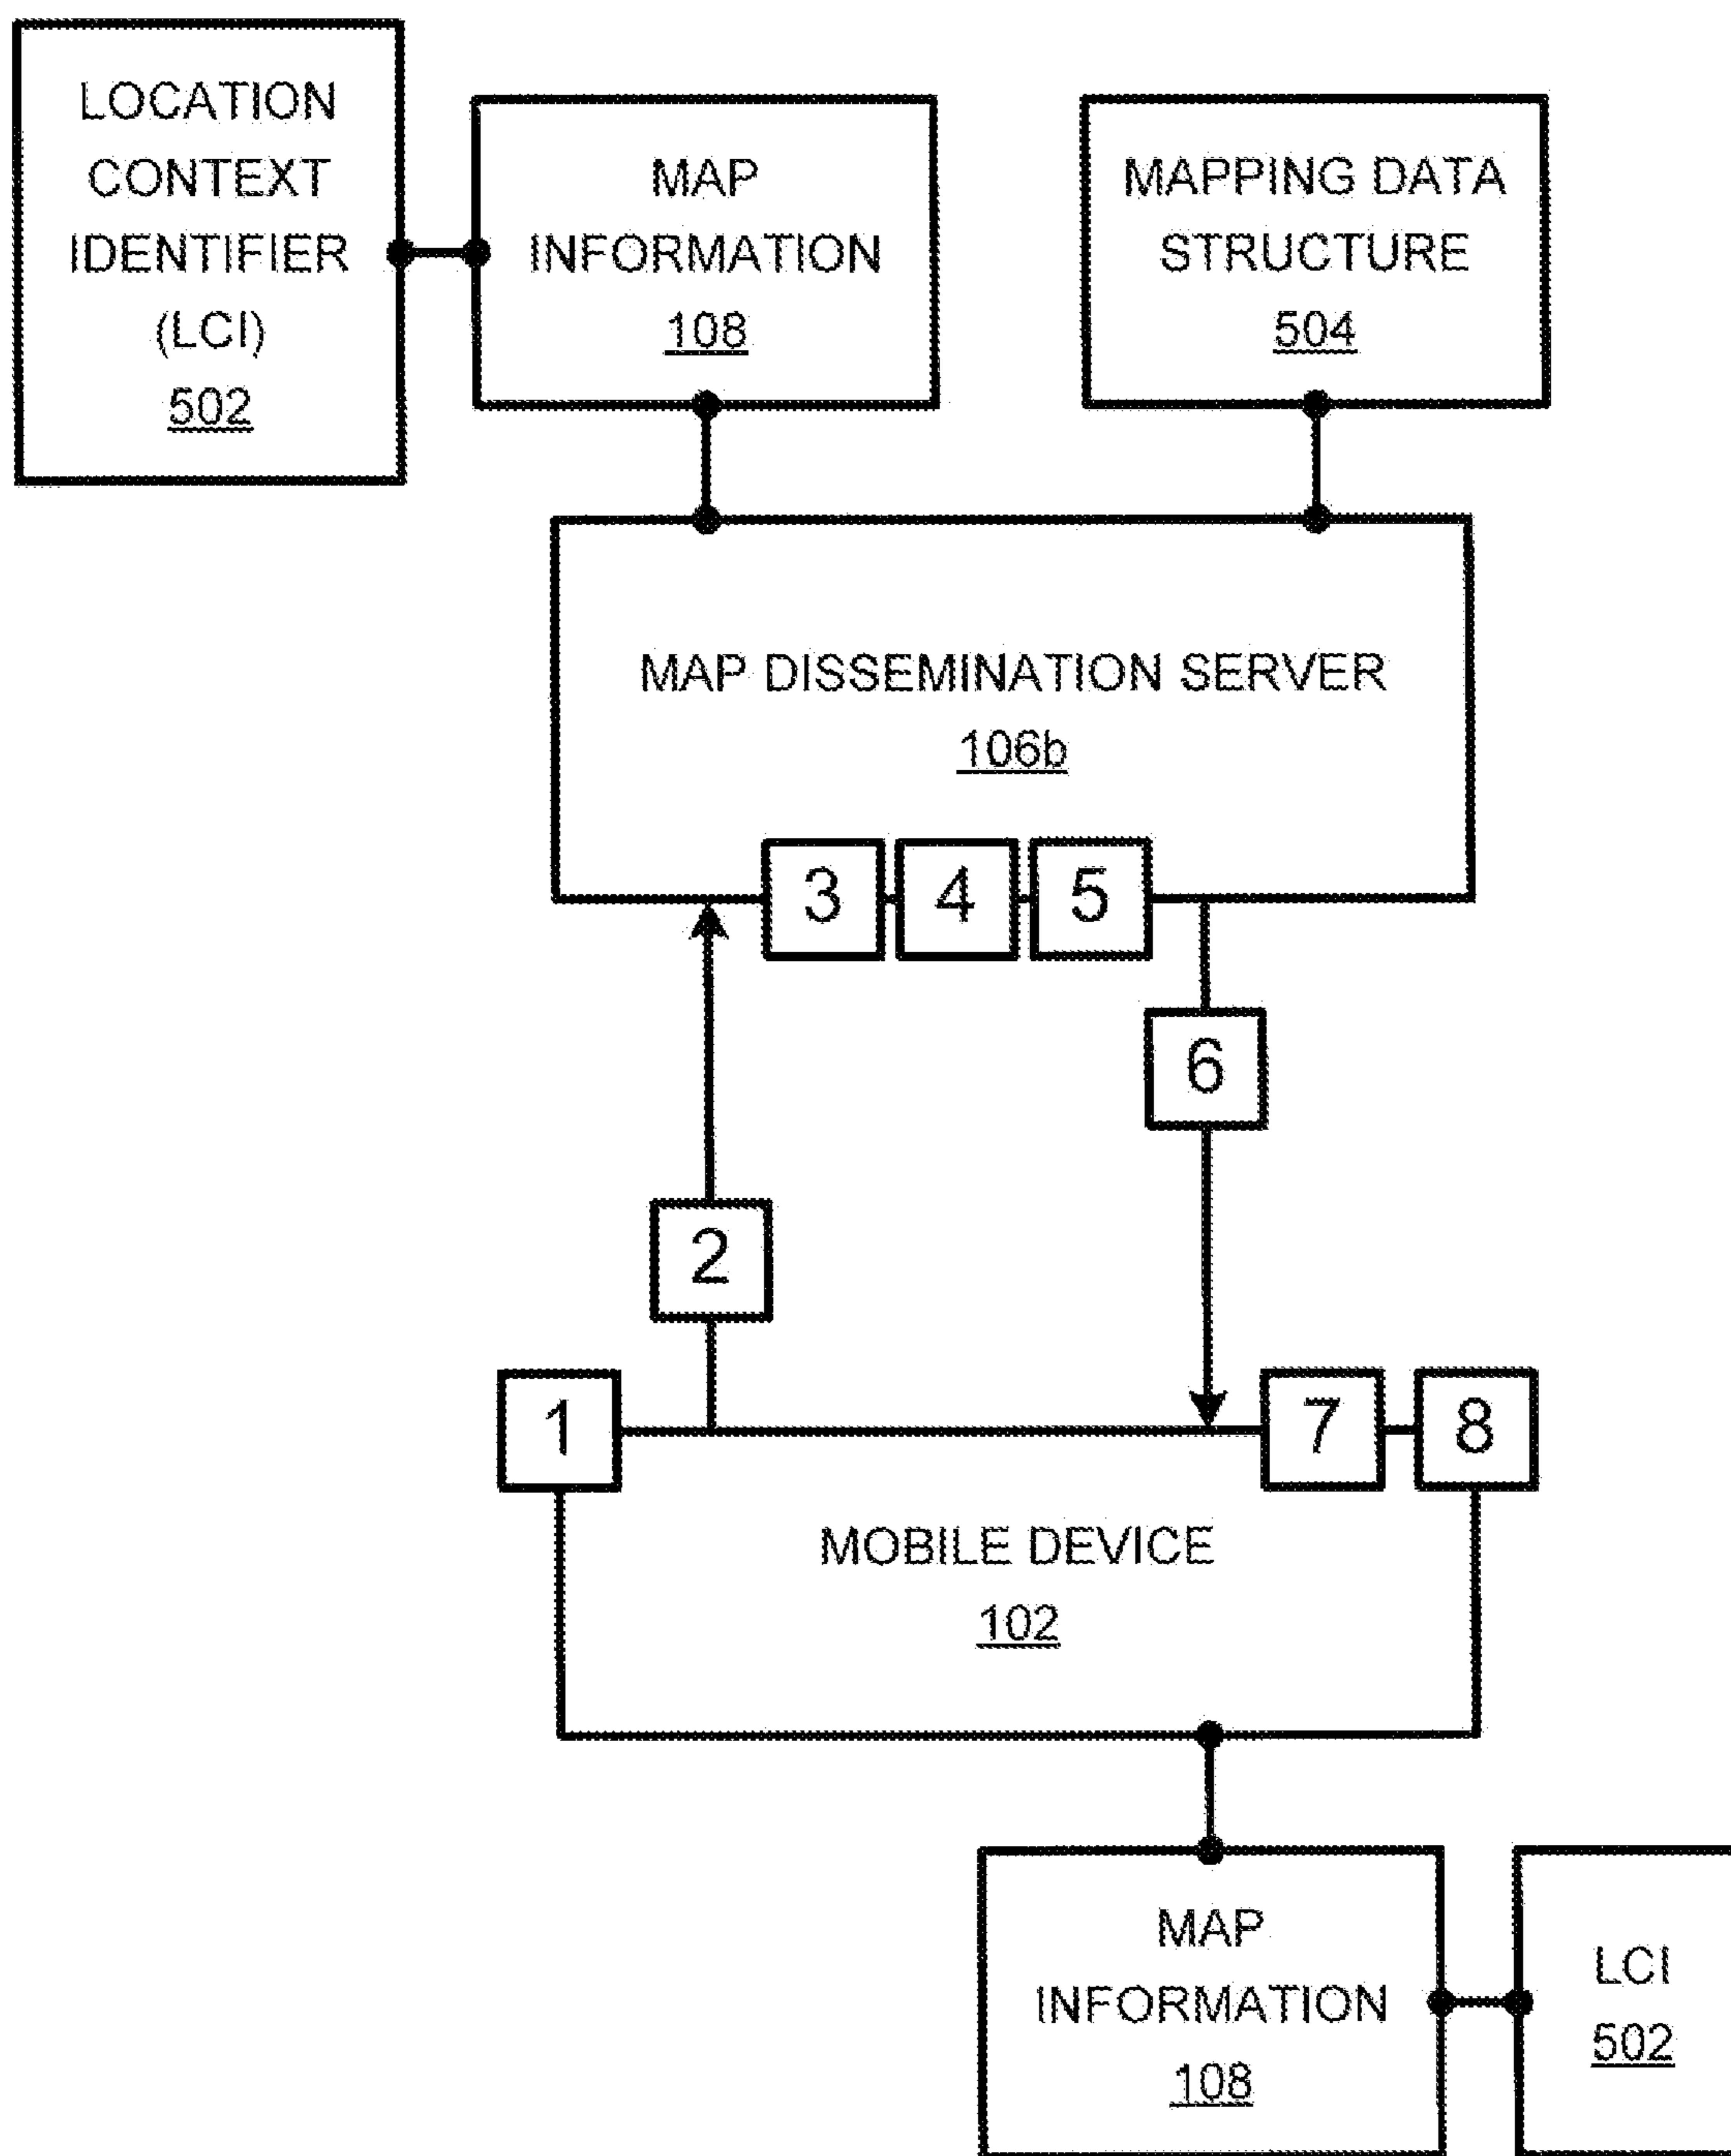 LOCATION
CONTEXT
IDENTIFIER
(LCI)
502
MAP
INFORMATION
108
MAPPING DATA
STRUCTURE
504
MAP DISSEMINATION SERVER
106b
3
4
5
6
2
1
7
8
MOBILE DEVICE
102
MAP
INFORMATION
108
LCI
502